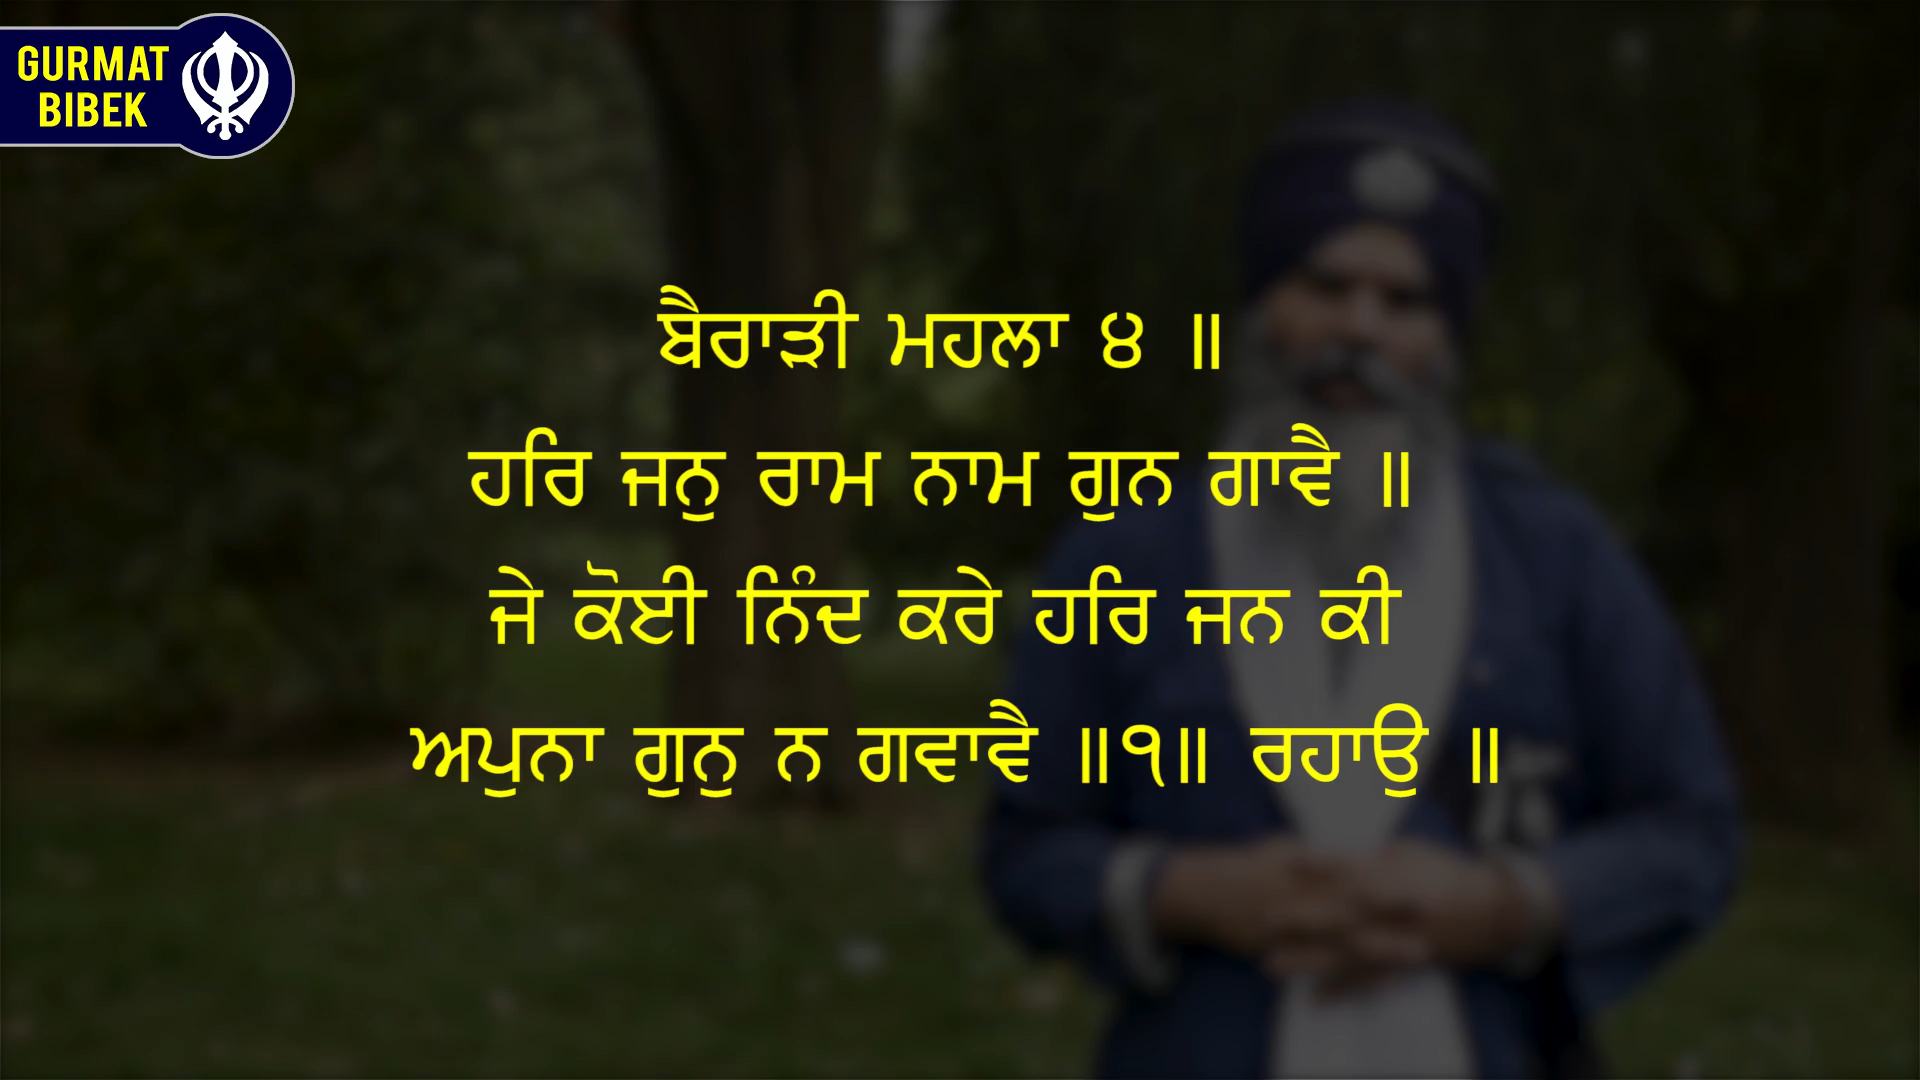 GURMAT
BIBEK
ਬੈਰਾੜੀ ਮਹਲਾ ੪ ॥
ਹਰਿ ਜਨੁ ਰਾਮ ਨਾਮ ਗੁਨ ਗਾਵੈ ॥
ਜੇ ਕੋਈ ਨਿੰਦ ਕਰੇ ਹਰਿ ਜਨ ਕੀ
ਅਪੁਨਾ ਗੁਨੁ ਨ ਗਵਾਵੈ ॥੧॥ ਰਹਾਉ ॥